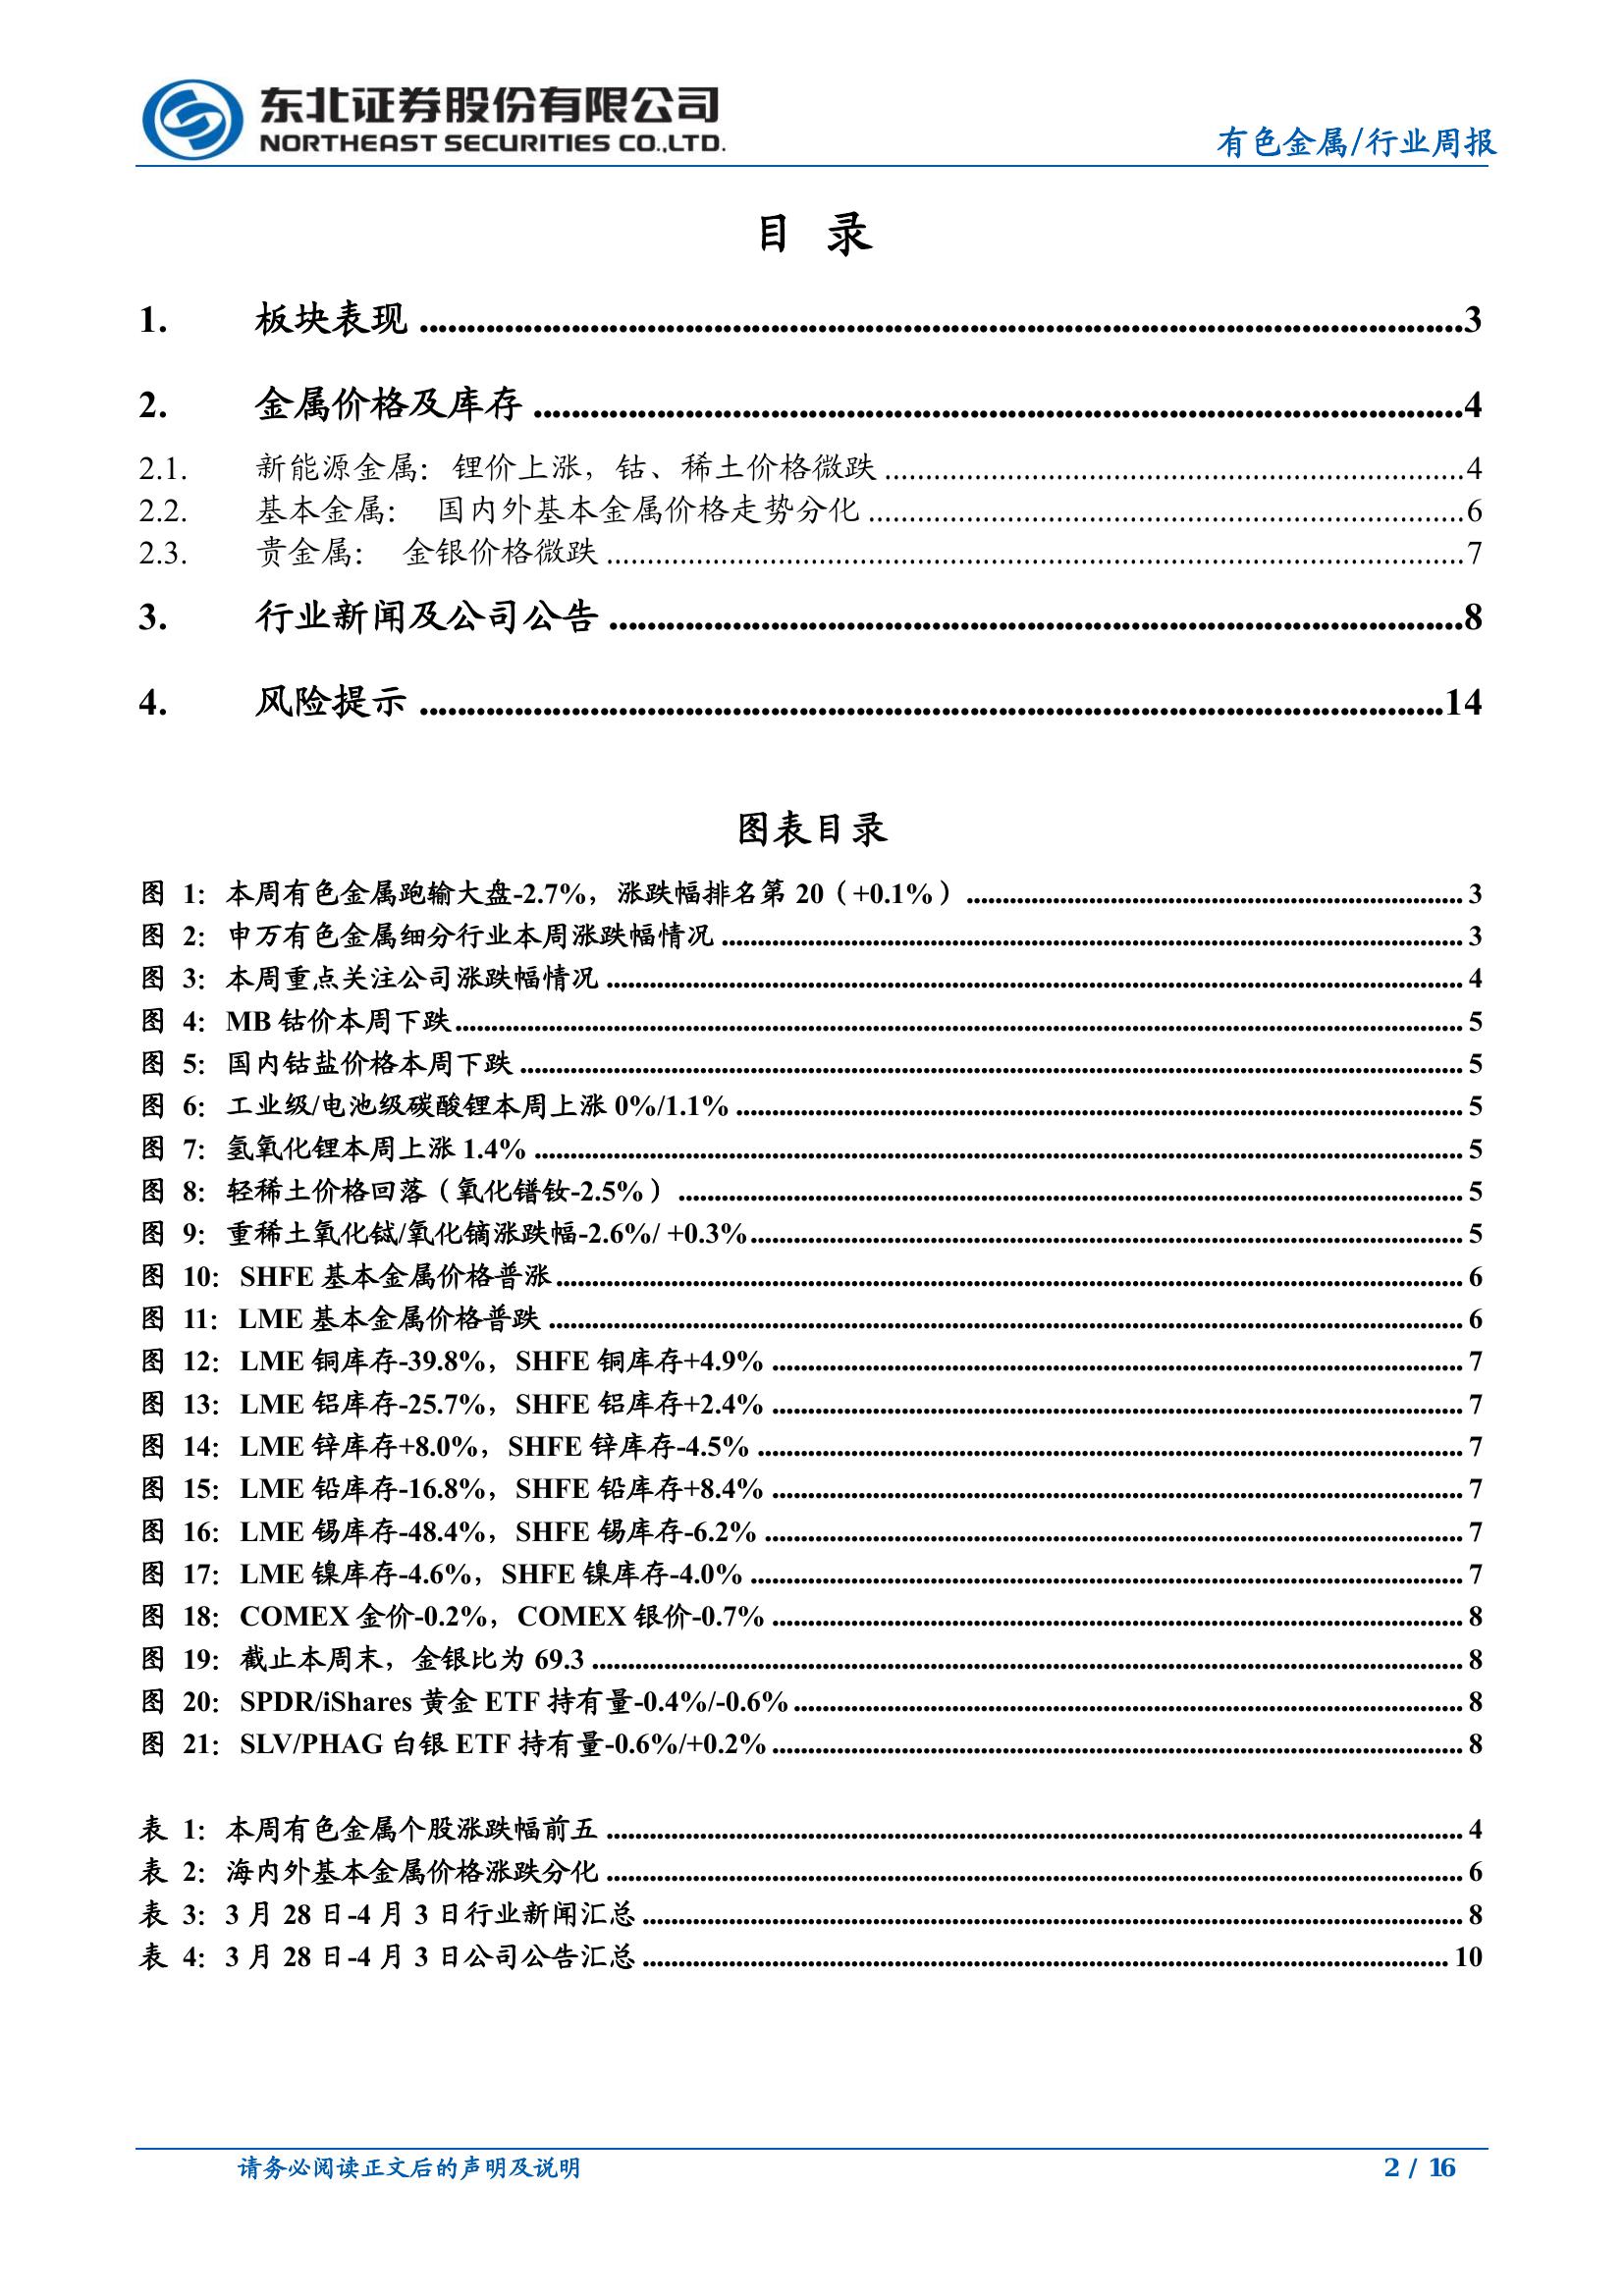 东北证券股份有限公司
NORTHEAST SECURITIES CO.,LTD.
有色金属/行业周报
目 录
1. 板块表现 ........ 3
2. 金属价格及库存 ........ 4
2.1. 新能源金属：锂价上涨，钴、稀土价格微跌 ........ 4
2.2. 基本金属： 国内外基本金属价格走势分化 ........ 6
2.3. 贵金属： 金银价格微跌 ........ 7
3. 行业新闻及公司公告 ........ 8
4. 风险提示 ........ 14
图表目录
图 1：本周有色金属跑输大盘-2.7%，涨跌幅排名第 20（+0.1%） ........ 3
图 2：申万有色金属细分行业本周涨跌幅情况 ........ 3
图 3：本周重点关注公司涨跌幅情况 ........ 4
图 4：MB 钴价本周下跌 ........ 5
图 5：国内钴盐价格本周下跌 ........ 5
图 6：工业级/电池级碳酸锂本周上涨 0%/1.1% ........ 5
图 7：氢氧化锂本周上涨 1.4% ........ 5
图 8：轻稀土价格回落（氧化镨钕-2.5%） ........ 5
图 9：重稀土氧化铽/氧化镝涨跌幅-2.6%/ +0.3% ........ 5
图 10：SHFE 基本金属价格普涨 ........ 6
图 11：LME 基本金属价格普跌 ........ 6
图 12：LME 铜库存-39.8%，SHFE 铜库存+4.9% ........ 7
图 13：LME 铝库存-25.7%，SHFE 铝库存+2.4% ........ 7
图 14：LME 锌库存+8.0%，SHFE 锌库存-4.5% ........ 7
图 15：LME 铅库存-16.8%，SHFE 铅库存+8.4% ........ 7
图 16：LME 锡库存-48.4%，SHFE 锡库存-6.2% ........ 7
图 17：LME 镍库存-4.6%，SHFE 镍库存-4.0% ........ 7
图 18：COMEX 金价-0.2%，COMEX 银价-0.7% ........ 8
图 19：截止本周末，金银比为 69.3 ........ 8
图 20：SPDR/iShares 黄金 ETF 持有量-0.4%/-0.6% ........ 8
图 21：SLV/PHAG 白银 ETF 持有量-0.6%/+0.2% ........ 8
表 1：本周有色金属个股涨跌幅前五 ........ 4
表 2：海内外基本金属价格涨跌分化 ........ 6
表 3：3 月 28 日-4 月 3 日行业新闻汇总 ........ 8
表 4：3 月 28 日-4 月 3 日公司公告汇总 ........ 10
请务必阅读正文后的声明及说明
2 / 16